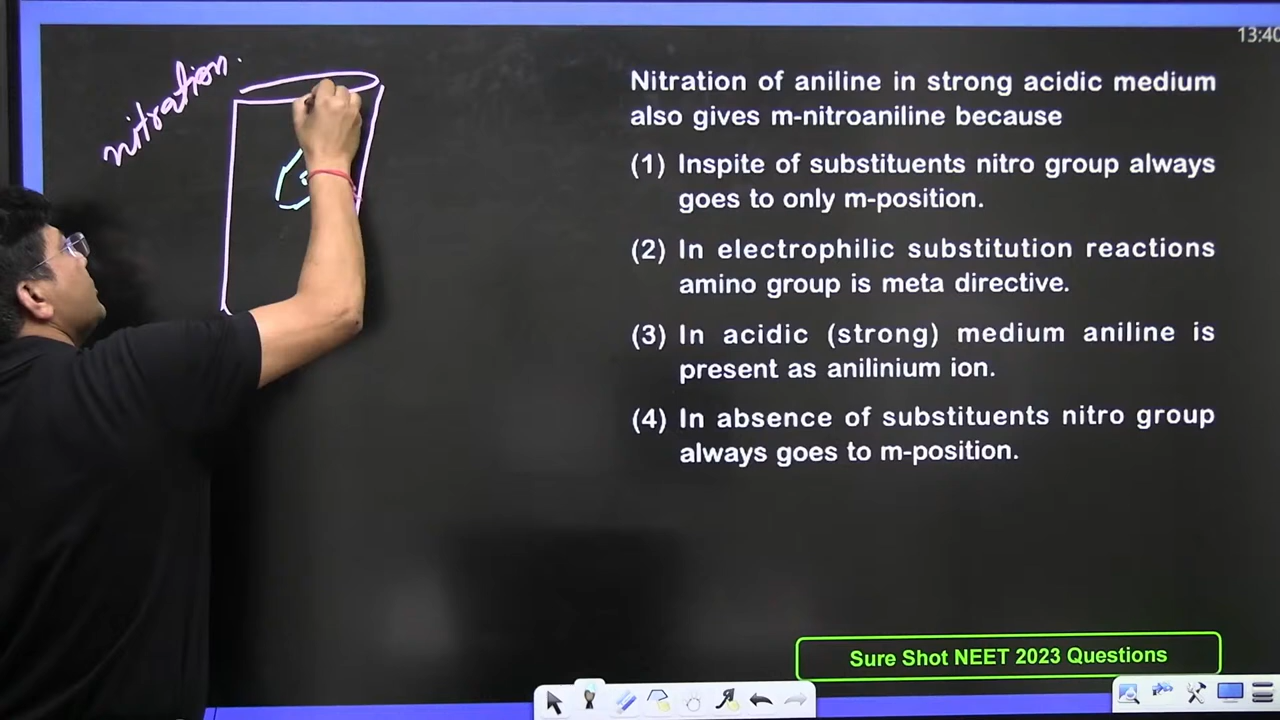 13:40
nitration.
Nitration of aniline in strong acidic medium
also gives m-nitroaniline because
(1) Inspite of substituents nitro group always
goes to only m-position.
(2) In electrophilic substitution reactions
amino group is meta directive.
(3) In acidic (strong) medium aniline is
present as anilinium ion.
(4) In absence of substituents nitro group
always goes to m-position.
Sure Shot NEET 2023 Questions